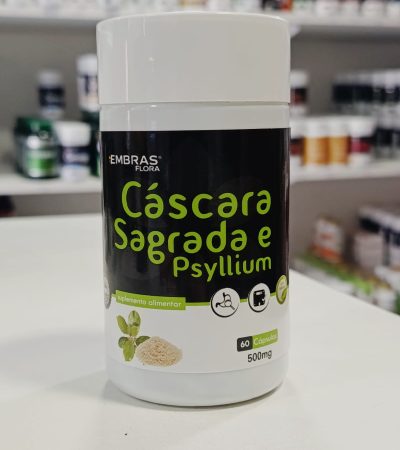 EMBRAS®
FLORA
Cáscara
Sagrada e
Psyllium
suplemento alimentar
60 Cápsulas
500mg